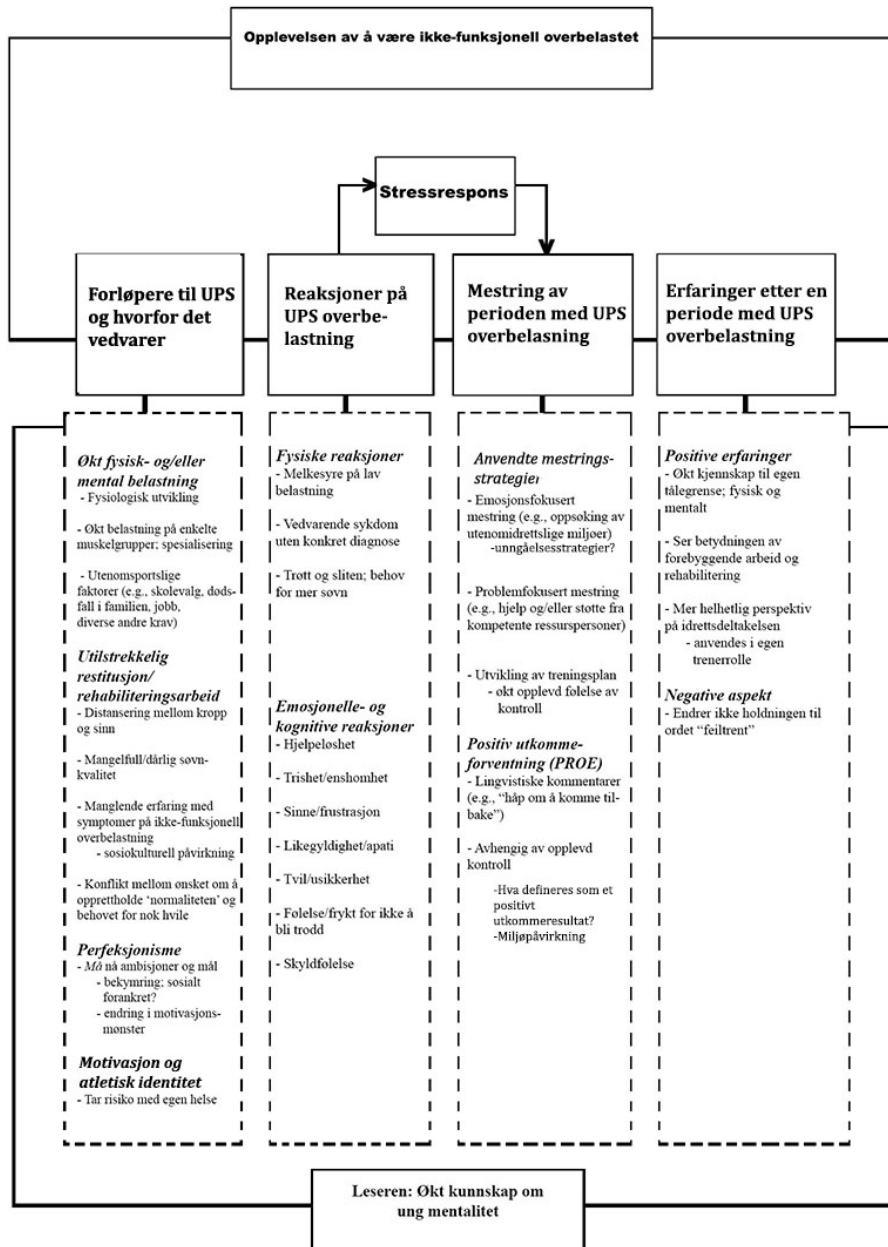 Opplevelsen av å være ikke-funksjonell overbelastet
Stressrespons
Forløpere til UPS
og hvorfor det
vedvarer
Reaksjoner på
UPS overbe-
lastning
Mestring av
perioden med UPS
overbelasning
Erfaringer etter en
periode med UPS
overbelastning
Økt fysisk- og/eller
mental belastning
- Fysiologisk utvikling
- Økt belastning på enkelte
muskelgrupper; spesialisering
- Utenomsportslige
faktorer (e.g., skolevalg, døds-
fall i familien, jobb,
diverse andre krav)
Utilstrekkelig
restitusjon/
rehabiliteringsarbeid
- Distansering mellom kropp
og sinn
- Mangelfull/dårlig søvn-
kvalitet
- Manglende erfaring med
symptomer på ikke-funksjonell
overbelastning
- sosiokulturell påvirkning
- Konflikt mellom ønsket om å
opprettholde ‘normaliteten’ og
behovet for nok hvile
Perfeksjonisme
- Må nå ambisjoner og mål
- bekymring; sosialt
forankret?
- endring i motivasjons-
mønster
Motivasjon og
atletisk identitet
- Tar risiko med egen helse
Fysiske reaksjoner
- Melkesyre på lav
belastning
- Vedvarende sykdom
uten konkret diagnose
- Trøtt og sliten; behov
for mer søvn
Emosjonelle- og
kognitive reaksjoner
- Hjelpeløshet
- Trishet/enshomhet
- Sinne/frustrasjon
- Likegyldighet/apati
- Tvil/usikkerhet
- Følelse/frykt for ikke å
bli trodd
- Skyldfølelse
Anvendte mestrings-
strategier
- Emosjonsfokusert
mestring (e.g., oppsøking av
utenomidrettslige miljøer)
-unngåelsesstrategier?
- Problemfokusert mestring
(e.g., hjelp og/eller støtte fra
kompetente ressurspersoner)
- Utvikling av treningsplan
- økt opplevd følelse av
kontroll
Positiv utkomme-
forventning (PROE)
- Lingvistiske kommentarer
(e.g., “håp om å komme til-
bake”)
- Avhengig av opplevd
kontroll
-Hva defineres som et
positivt
utkommeresultat?
-Miljøpåvirkning
Positive erfaringer
- Økt kjennskap til egen
tålegrense; fysisk og
mentalt
- Ser betydningen av
forebyggende arbeid og
rehabilitering
- Mer helhetlig perspektiv
på idrettsdeltakelsen
- anvendes i egen
trenerrolle
Negative aspekt
- Endrer ikke holdningen til
ordet “feiltrent”
Leseren: Økt kunnskap om
ung mentalitet